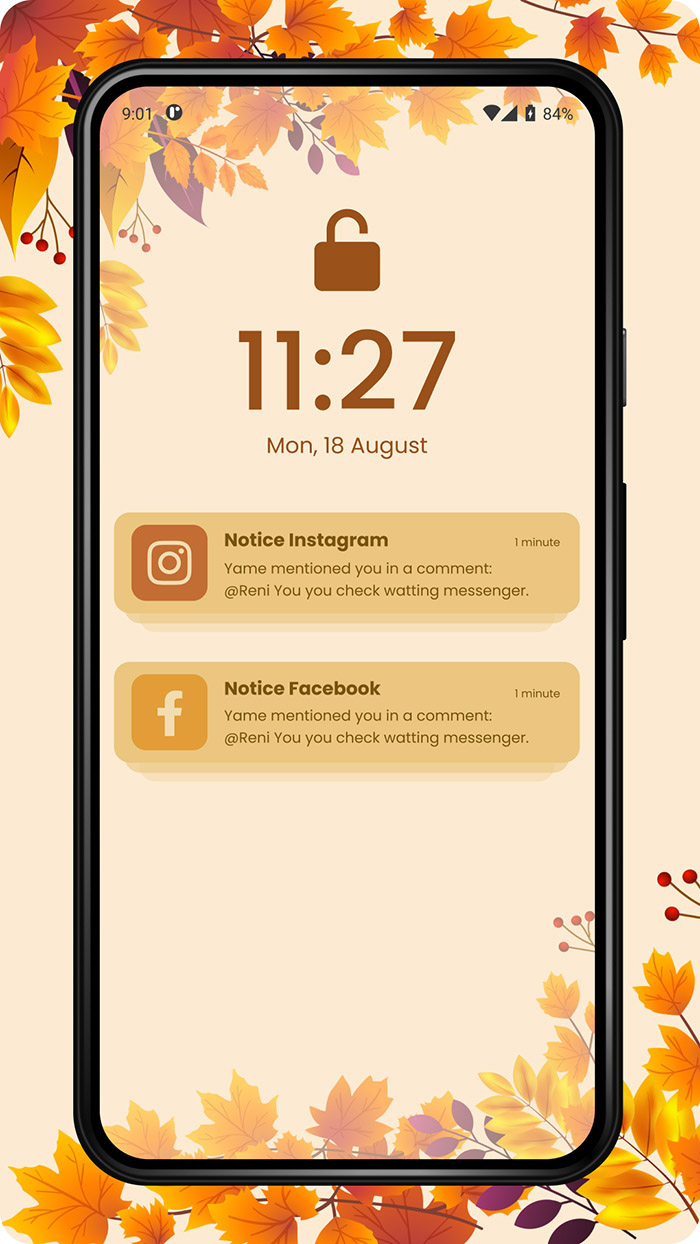 9:01 84%
11:27
Mon, 18 August
Notice Instagram 1 minute
Yame mentioned you in a comment:
@Reni You you check watting messenger.
Notice Facebook 1 minute
Yame mentioned you in a comment:
@Reni You you check watting messenger.